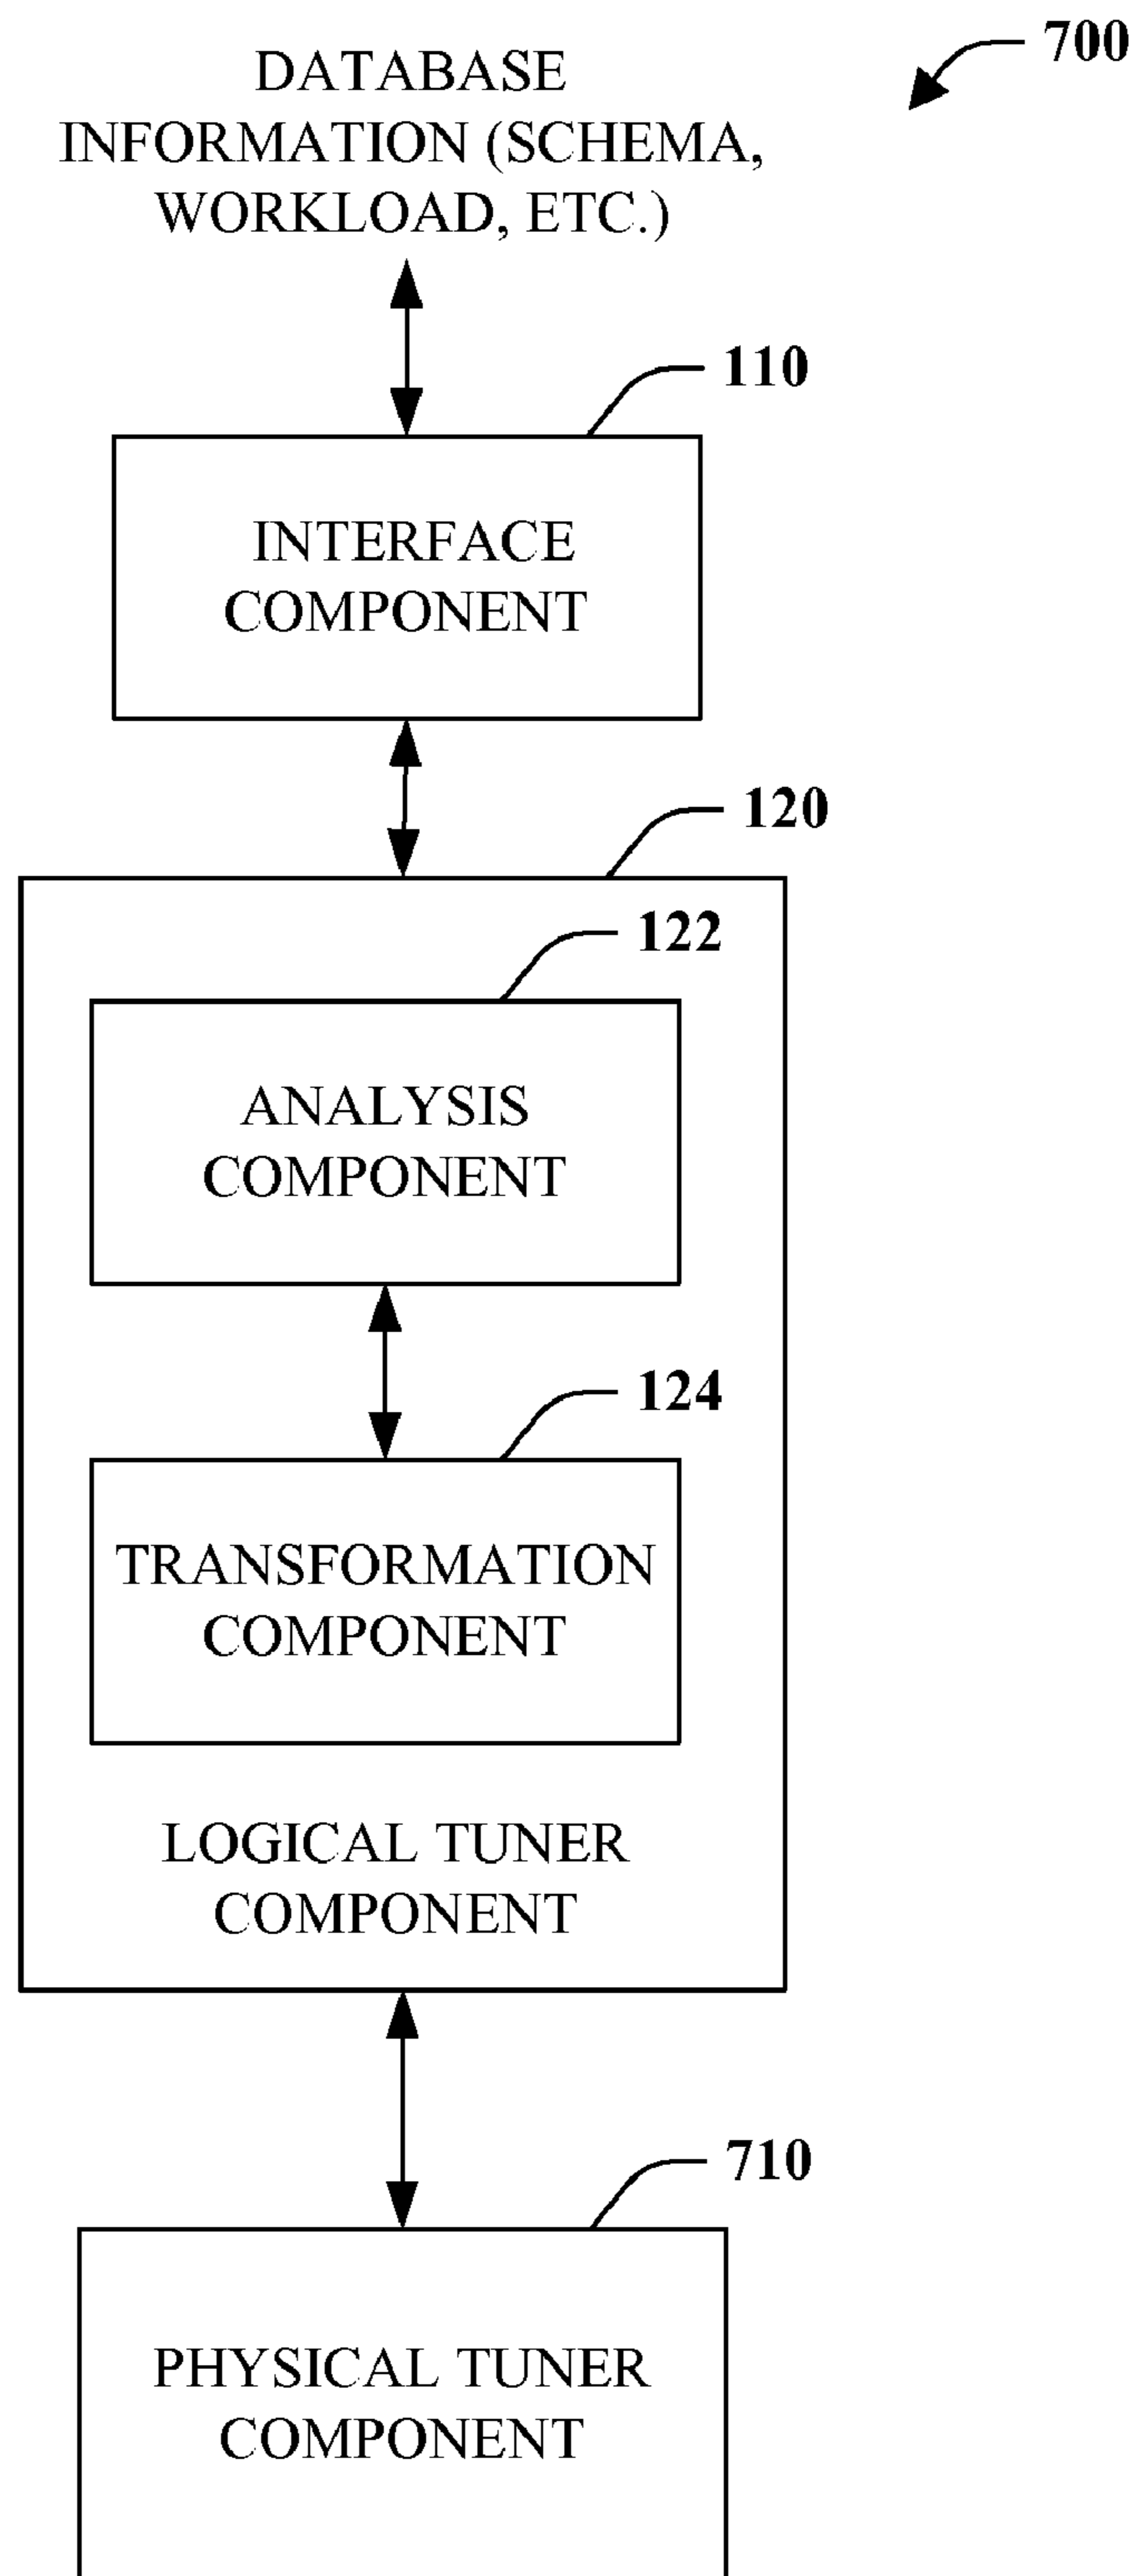 700
DATABASE
INFORMATION (SCHEMA,
WORKLOAD, ETC.)
110
INTERFACE
COMPONENT
120
122
ANALYSIS
COMPONENT
124
TRANSFORMATION
COMPONENT
LOGICAL TUNER
COMPONENT
710
PHYSICAL TUNER
COMPONENT